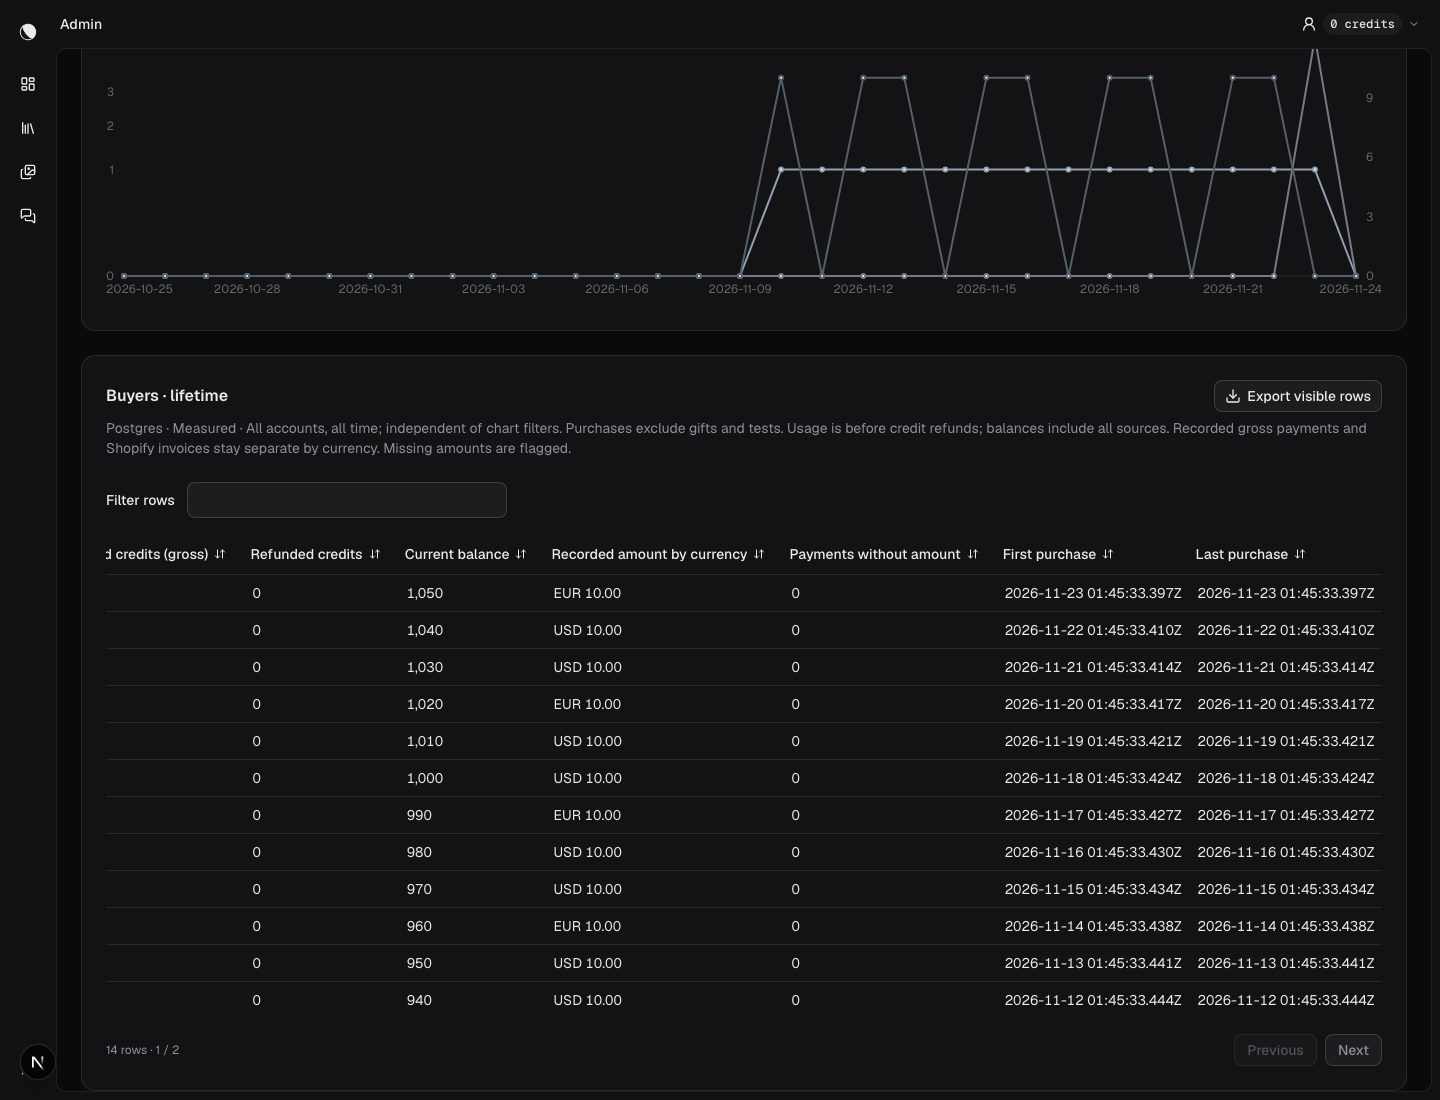 Admin
0 credits
3
2
1
0
9
6
3
0
2026-10-25 2026-10-28 2026-10-31 2026-11-03 2026-11-06 2026-11-09 2026-11-12 2026-11-15 2026-11-18 2026-11-21 2026-11-24
Buyers · lifetime
Export visible rows
Postgres · Measured · All accounts, all time; independent of chart filters. Purchases exclude gifts and tests. Usage is before credit refunds; balances include all sources. Recorded gross payments and
Shopify invoices stay separate by currency. Missing amounts are flagged.
Filter rows
d credits (gross) Refunded credits Current balance Recorded amount by currency Payments without amount First purchase Last purchase
0 1,050 EUR 10.00 0 2026-11-23 01:45:33.397Z 2026-11-23 01:45:33.397Z
0 1,040 USD 10.00 0 2026-11-22 01:45:33.410Z 2026-11-22 01:45:33.410Z
0 1,030 USD 10.00 0 2026-11-21 01:45:33.414Z 2026-11-21 01:45:33.414Z
0 1,020 EUR 10.00 0 2026-11-20 01:45:33.417Z 2026-11-20 01:45:33.417Z
0 1,010 USD 10.00 0 2026-11-19 01:45:33.421Z 2026-11-19 01:45:33.421Z
0 1,000 USD 10.00 0 2026-11-18 01:45:33.424Z 2026-11-18 01:45:33.424Z
0 990 EUR 10.00 0 2026-11-17 01:45:33.427Z 2026-11-17 01:45:33.427Z
0 980 USD 10.00 0 2026-11-16 01:45:33.430Z 2026-11-16 01:45:33.430Z
0 970 USD 10.00 0 2026-11-15 01:45:33.434Z 2026-11-15 01:45:33.434Z
0 960 EUR 10.00 0 2026-11-14 01:45:33.438Z 2026-11-14 01:45:33.438Z
0 950 USD 10.00 0 2026-11-13 01:45:33.441Z 2026-11-13 01:45:33.441Z
0 940 USD 10.00 0 2026-11-12 01:45:33.444Z 2026-11-12 01:45:33.444Z
14 rows · 1 / 2
Previous
Next
N